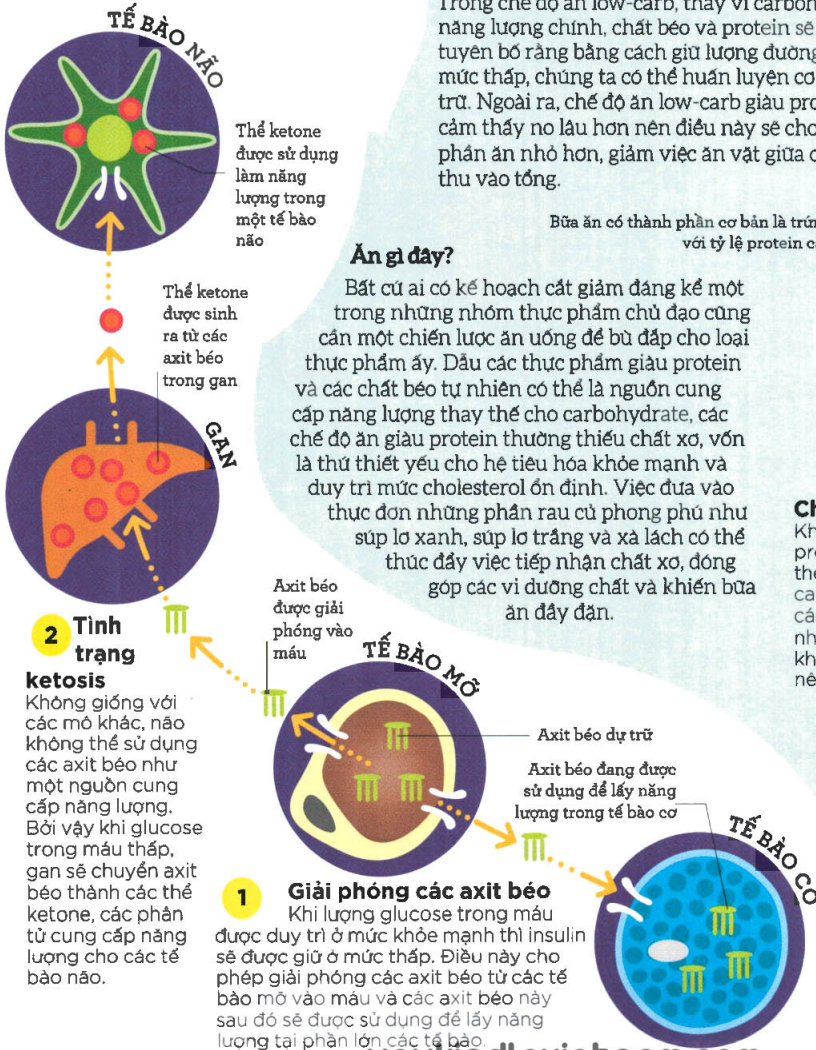 Trong chế độ ăn low-carb, thay vì
năng lượng chính, chất béo và protein sẽ
tuyên bố rằng bằng cách giữ lượng đường
mức thấp, chúng ta có thể huấn luyện cơ
trữ. Ngoài ra, chế độ ăn low-carb giàu
cảm thấy no lâu hơn nên điều này sẽ cho
phần ăn nhỏ hơn, giảm việc ăn vặt giữa
thu vào tổng.
Bữa ăn có thành phần cơ bản là
với tỷ lệ protein
TẾ BÀO NÃO
Thể ketone
được sử dụng
làm năng
lượng trong
một tế bào
não
Thể ketone
được sinh
ra từ các
axit béo
trong gan
GAN
Ăn gì đây?
Bất cứ ai có kế hoạch cắt giảm đáng kể một
trong những nhóm thực phẩm chủ đạo cũng
cần một chiến lược ăn uống để bù đắp cho loại
thực phẩm ấy. Dẫu các thực phẩm giàu protein
và các chất béo tự nhiên có thể là nguồn cung
cấp năng lượng thay thế cho carbohydrate, các
chế độ ăn giàu protein thường thiếu chất xơ, vốn
là thứ thiết yếu cho hệ tiêu hóa khỏe mạnh và
duy trì mức cholesterol ổn định. Việc đưa vào
thực đơn những phần rau củ phong phú như
súp lơ xanh, súp lơ trắng và xà lách có thể
thúc đẩy việc tiếp nhận chất xơ, đóng
góp các vi dưỡng chất và khiến bữa
ăn đầy đặn.
Axit béo
được giải
phóng vào
máu
TẾ BÀO MỠ
Axit béo dự trữ
Axit béo đang được
sử dụng để lấy năng
lượng trong tế bào cơ
TẾ BÀO CƠ
2 Tình
trạng
ketosis
Không giống với
các mô khác, não
không thể sử dụng
các axit béo như
một nguồn cung
cấp năng lượng.
Bởi vậy khi glucose
trong máu thấp,
gan sẽ chuyển axit
béo thành các thể
ketone, các phân
tử cung cấp năng
lượng cho các tế
bào não.
1 Giải phóng các axit béo
Khi lượng glucose trong máu
được duy trì ở mức khỏe mạnh thì insulin
sẽ được giữ ở mức thấp. Điều này cho
phép giải phóng các axit béo từ các tế
bào mỡ vào máu và các axit béo này
sau đó sẽ được sử dụng để lấy năng
lượng tại phần lớn các tế bào.